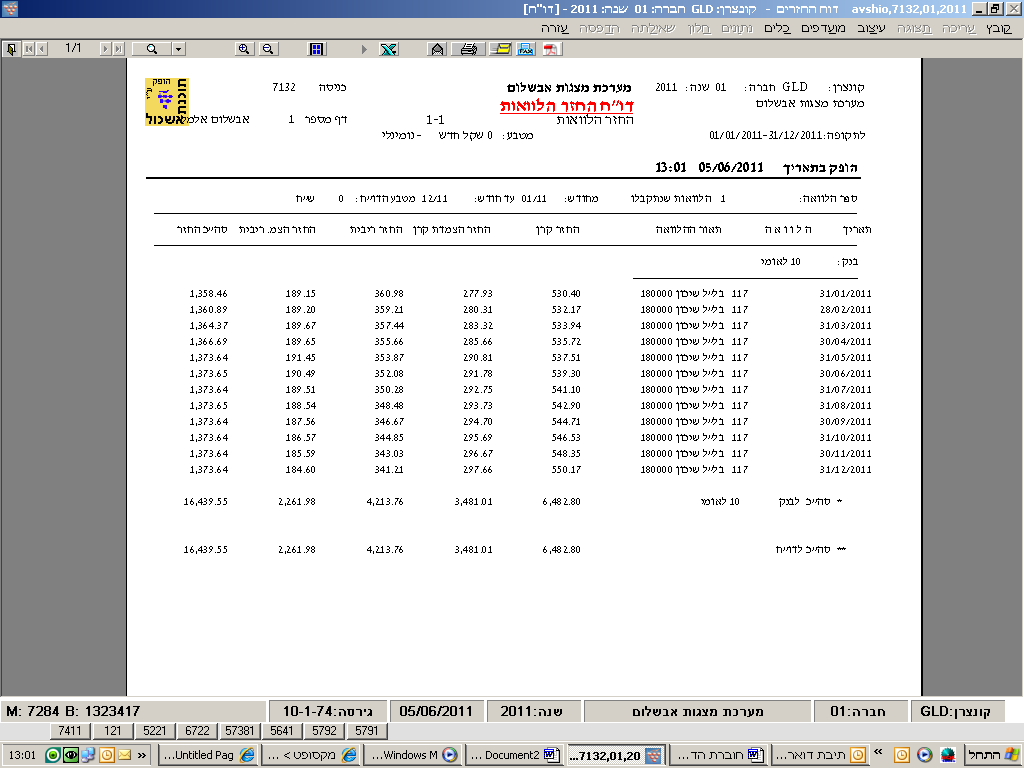 avshio,7132,01,2011 דוח החזרים - קונצרן: GLD חברה: 01 שנה: 2011 - [דו"ח]
קובץ עריכה תצוגה עיצוב מועדפים כלים נתונים חלון שאילתה הדפסה עזרה
1/1
קונצרן: GLD חברה: 01 שנה: 2011 מערכת מצגות אבשלום כניסה 7132
מערכת מצגות אבשלום דו"ח החזר הלוואות
הופק ע"י תוכנת אשכול
החזר הלוואות 1-1 דף מספר 1 אבשלום אלמ
לתקופה: 01/01/2011-31/12/2011 מטבע: 0 שקל חדש - נומינלי
הופק בתאריך 05/06/2011 13:01
ספר הלוואה: 1 הלוואות שנתקבלו מחודש: 01/11 עד חודש: 12/11 מטבע הדו"ח: 0 ש"ח
תאריך הלוואה תאור ההלוואה החזר קרן החזר הצמדת קרן החזר ריבית החזר הצמ. ריבית סה"כ החזר
בנק: 10 לאומי
31/01/2011 117 בל"ל שיכון 180000 530.40 277.93 360.98 189.15 1,358.46
28/02/2011 117 בל"ל שיכון 180000 532.17 280.31 359.21 189.20 1,360.89
31/03/2011 117 בל"ל שיכון 180000 533.94 283.32 357.44 189.67 1,364.37
30/04/2011 117 בל"ל שיכון 180000 535.72 285.66 355.66 189.65 1,366.69
31/05/2011 117 בל"ל שיכון 180000 537.51 290.81 353.87 191.45 1,373.64
30/06/2011 117 בל"ל שיכון 180000 539.30 291.78 352.08 190.49 1,373.65
31/07/2011 117 בל"ל שיכון 180000 541.10 292.75 350.28 189.51 1,373.64
31/08/2011 117 בל"ל שיכון 180000 542.90 293.73 348.48 188.54 1,373.65
30/09/2011 117 בל"ל שיכון 180000 544.71 294.70 346.67 187.56 1,373.64
31/10/2011 117 בל"ל שיכון 180000 546.53 295.69 344.85 186.57 1,373.64
30/11/2011 117 בל"ל שיכון 180000 548.35 296.67 343.03 185.59 1,373.64
31/12/2011 117 בל"ל שיכון 180000 550.17 297.66 341.21 184.60 1,373.64
* סה"כ לבנק 10 לאומי 6,482.80 3,481.01 4,213.76 2,261.98 16,439.55
** סה"כ לדו"ח 6,482.80 3,481.01 4,213.76 2,261.98 16,439.55
קונצרן:GLD חברה:01 מערכת מצגות אבשלום שנה:2011 05/06/2011 גירסה:10-1-74 M: 7284 B: 1323417
7411 121 5221 6722 57381 5641 5792 5791
התחל תיבת דואר... חוברת הד... ...7132,01,20 Document2 ... Windows M... מקסופט > ... Untitled Pag... 13:01